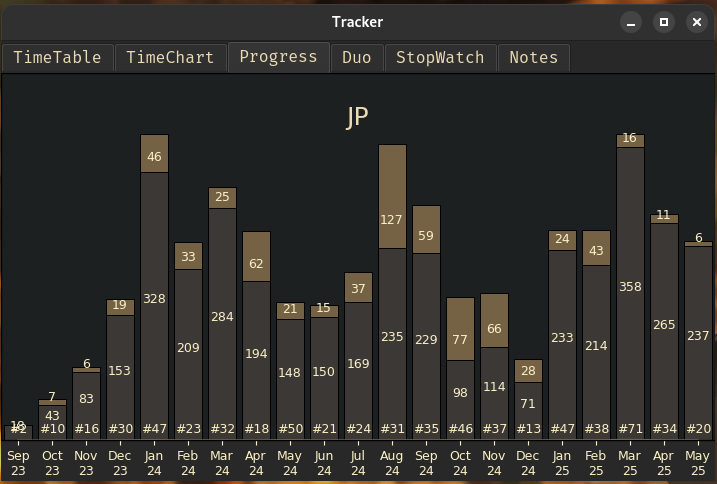 Tracker
TimeTable TimeChart Progress Duo StopWatch Notes
JP
46 16
127
25 59 11
62 24 43 6
33
37 66
19 21 15 77
6 28
7
328 209 284 194 148 150 169 235 229 98 114 71 233 214 358 265 237
153
83
43
18
#2 #10 #16 #30 #47 #23 #32 #18 #50 #21 #24 #31 #35 #46 #37 #13 #47 #38 #71 #34 #20
Sep Oct Nov Dec Jan Feb Mar Apr May Jun Jul Aug Sep Oct Nov Dec Jan Feb Mar Apr May
23 23 23 23 24 24 24 24 24 24 24 24 24 24 24 24 25 25 25 25 25